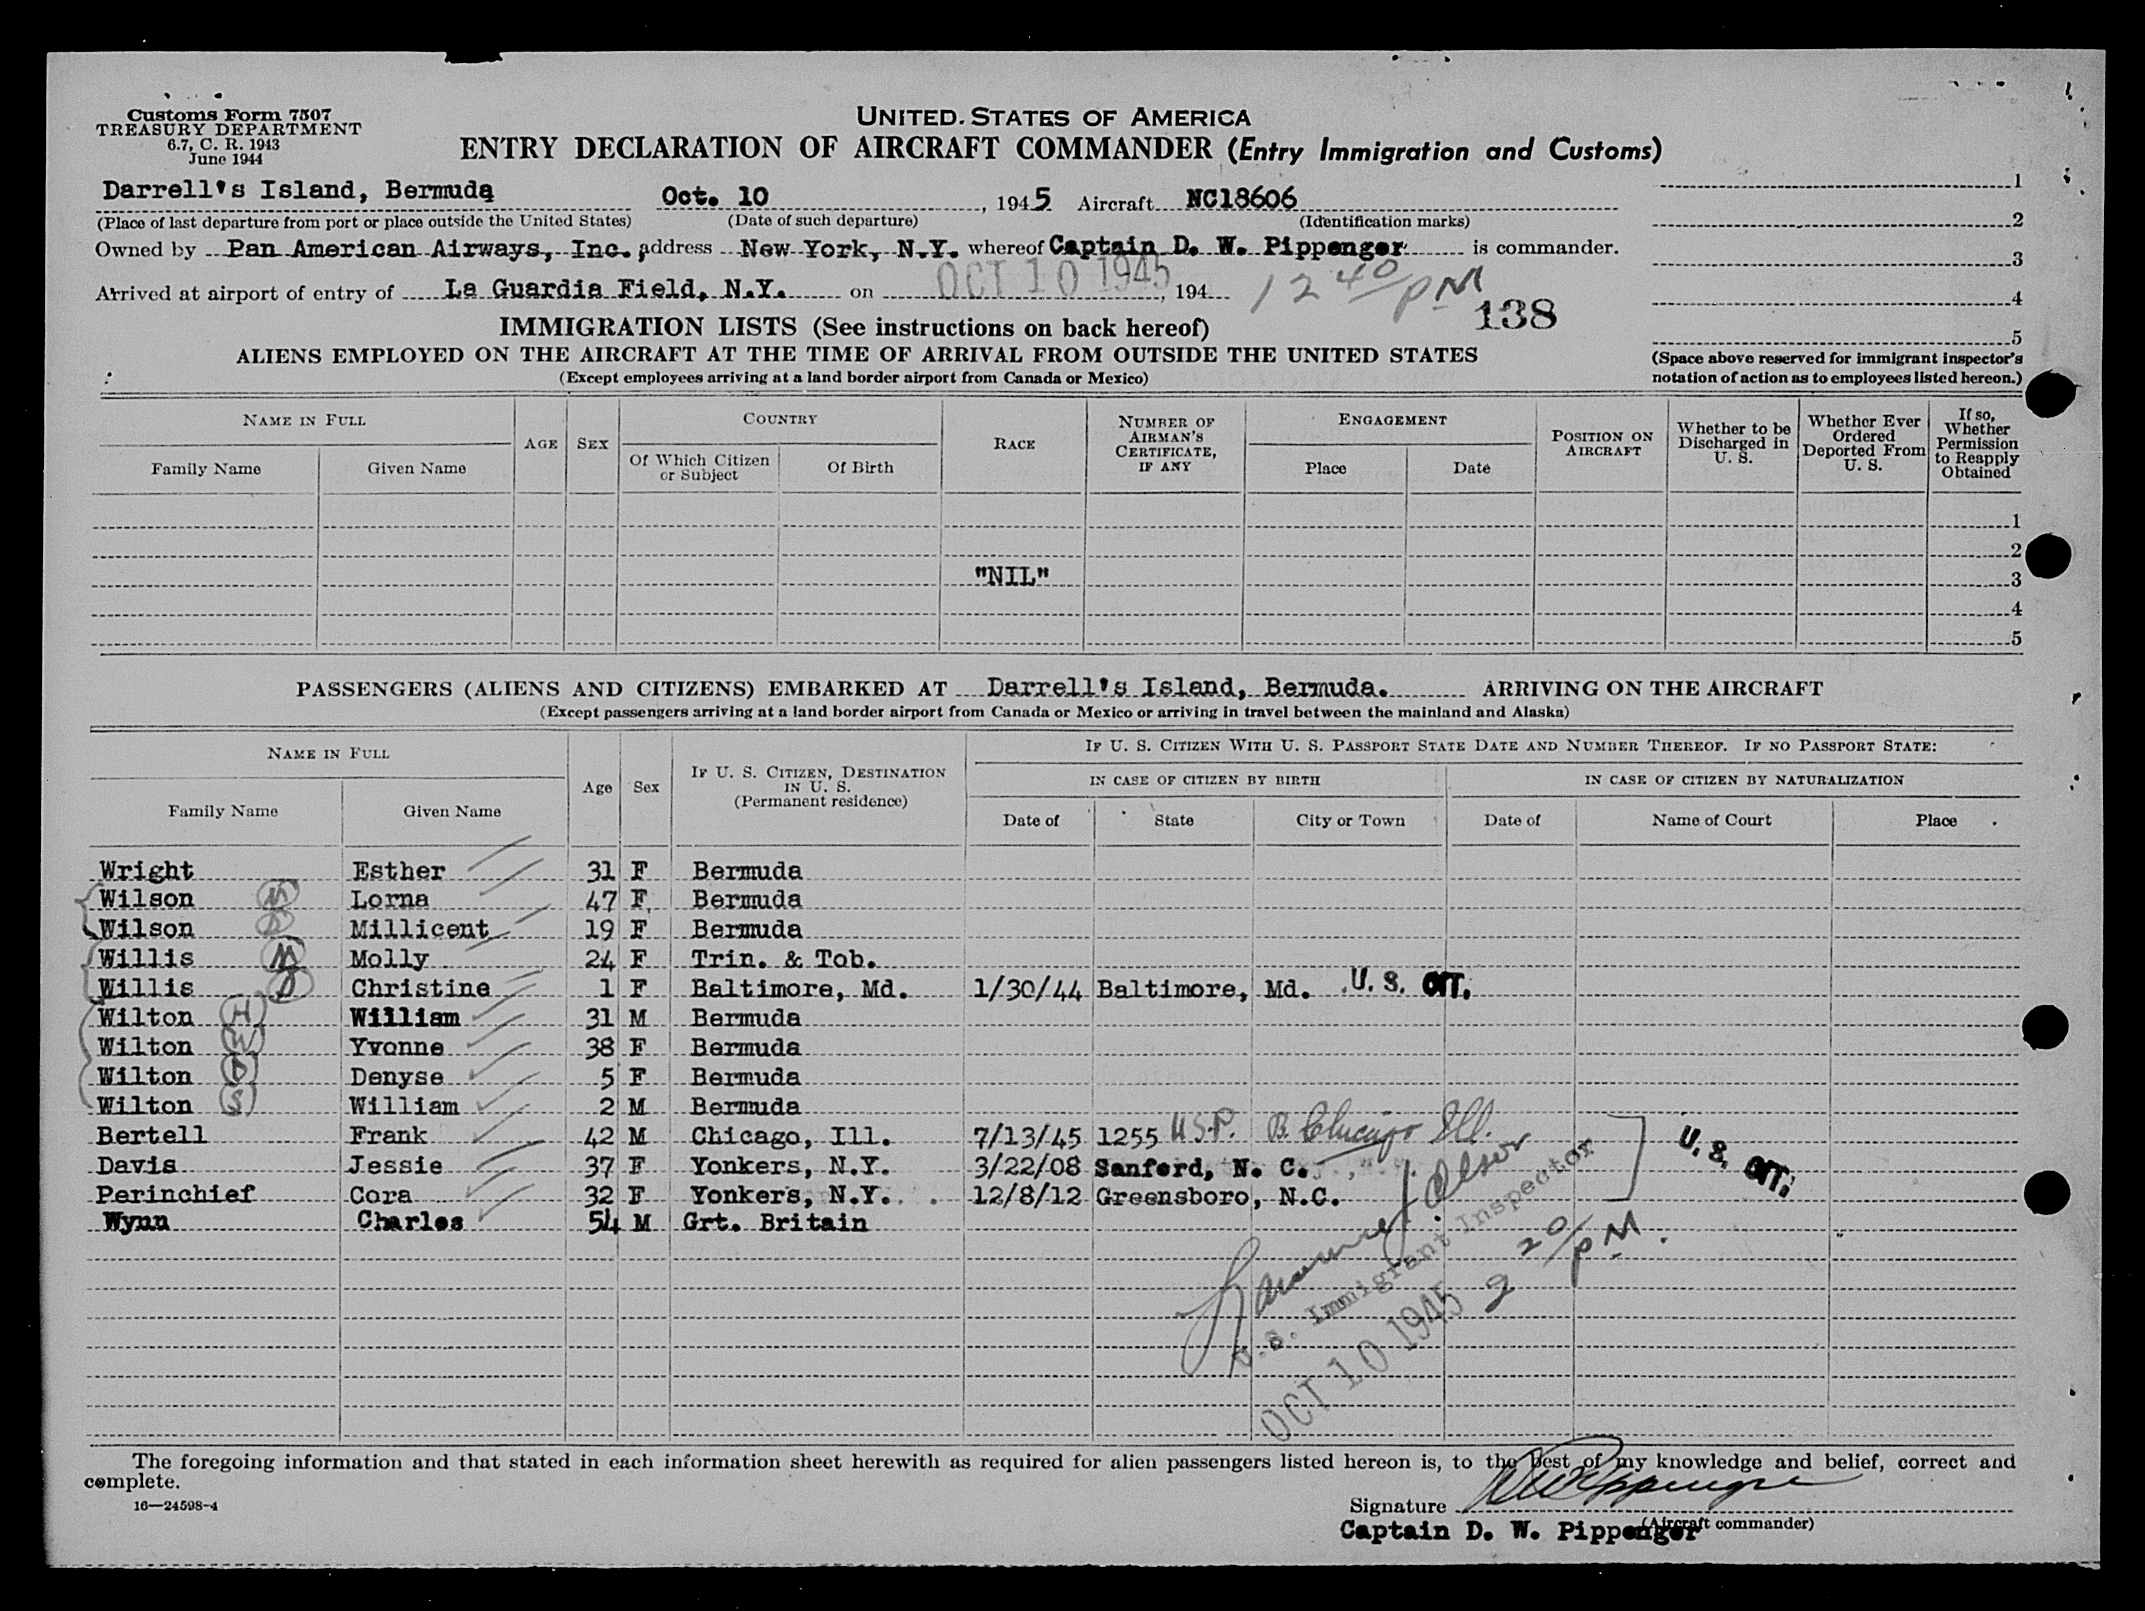 Customs Form 7507
TREASURY DEPARTMENT
6.7, C. R. 1943
June 1944
UNITED STATES OF AMERICA
ENTRY DECLARATION OF AIRCRAFT COMMANDER (Entry Immigration and Customs)
Darrell's Island, Bermuda Oct. 10, 1945 Aircraft NC18606
(Place of last departure from port or place outside the United States) (Date of such departure) (Identification marks)
Owned by Pan American Airways, Inc., address New York, N.Y. whereof Captain D. W. Pippenger is commander.
Arrived at airport of entry of La Guardia Field, N.Y. on OCT 10 1945, 194 12 40/PM
138
1
2
3
4
5
(Space above reserved for immigrant inspector's
notation of action as to employees listed hereon.)
IMMIGRATION LISTS (See instructions on back hereof)
ALIENS EMPLOYED ON THE AIRCRAFT AT THE TIME OF ARRIVAL FROM OUTSIDE THE UNITED STATES
(Except employees arriving at a land border airport from Canada or Mexico)
NAME IN FULL
Family Name Given Name
AGE SEX
COUNTRY
Of Which Citizen or Subject Of Birth
RACE
NUMBER OF AIRMAN'S CERTIFICATE, IF ANY
ENGAGEMENT
Place Date
POSITION ON AIRCRAFT
Whether to be Discharged in U. S.
Whether Ever Ordered Deported From U. S.
If so, Whether Permission to Reapply Obtained
1
2
"NIL" 3
4
5
PASSENGERS (ALIENS AND CITIZENS) EMBARKED AT Darrell's Island, Bermuda. ARRIVING ON THE AIRCRAFT
(Except passengers arriving at a land border airport from Canada or Mexico or arriving in travel between the mainland and Alaska)
NAME IN FULL
Family Name Given Name
Age Sex
IF U. S. CITIZEN, DESTINATION IN U. S.
(Permanent residence)
IF U. S. CITIZEN WITH U. S. PASSPORT STATE DATE AND NUMBER THEREOF. IF NO PASSPORT STATE:
IN CASE OF CITIZEN BY BIRTH IN CASE OF CITIZEN BY NATURALIZATION
Date of State City or Town Date of Name of Court Place
Wright Esther 31 F Bermuda
Wilson M Lorna 47 F Bermuda
Wilson D Millicent 19 F Bermuda
Willis M Molly 24 F Trin. & Tob.
Willis D Christine 1 F Baltimore, Md. 1/30/44 Baltimore, Md. U. S. CIT.
Wilton H William 31 M Bermuda
Wilton W Yvonne 38 F Bermuda
Wilton D Denyse 5 F Bermuda
Wilton S William 2 M Bermuda
Bertell Frank 42 M Chicago, Ill. 7/13/45 1255 USP. B. Chicago Ill.
Davis Jessie 37 F Yonkers, N.Y. 3/22/08 Sanford, N. C.
Perinchief Cora 32 F Yonkers, N.Y. 12/8/12 Greensboro, N.C.
U. S. CIT.
Wynn Charles 54 M Grt. Britain
U.S. Immigrant Inspector
OCT 10 1945 2 20/PM.
The foregoing information and that stated in each information sheet herewith as required for alien passengers listed hereon is, to the best of my knowledge and belief, correct and
complete.
16—24598-4
Signature D W Pippenger
(Aircraft commander)
Captain D. W. Pippenger